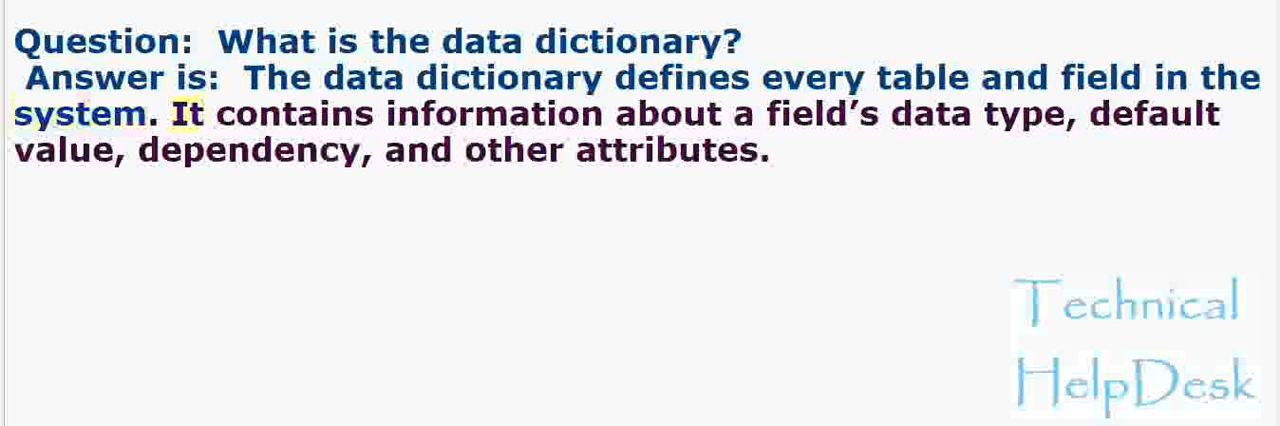 Question: What is the data dictionary?
Answer is: The data dictionary defines every table and field in the
system. It contains information about a field’s data type, default
value, dependency, and other attributes.
Technical
HelpDesk